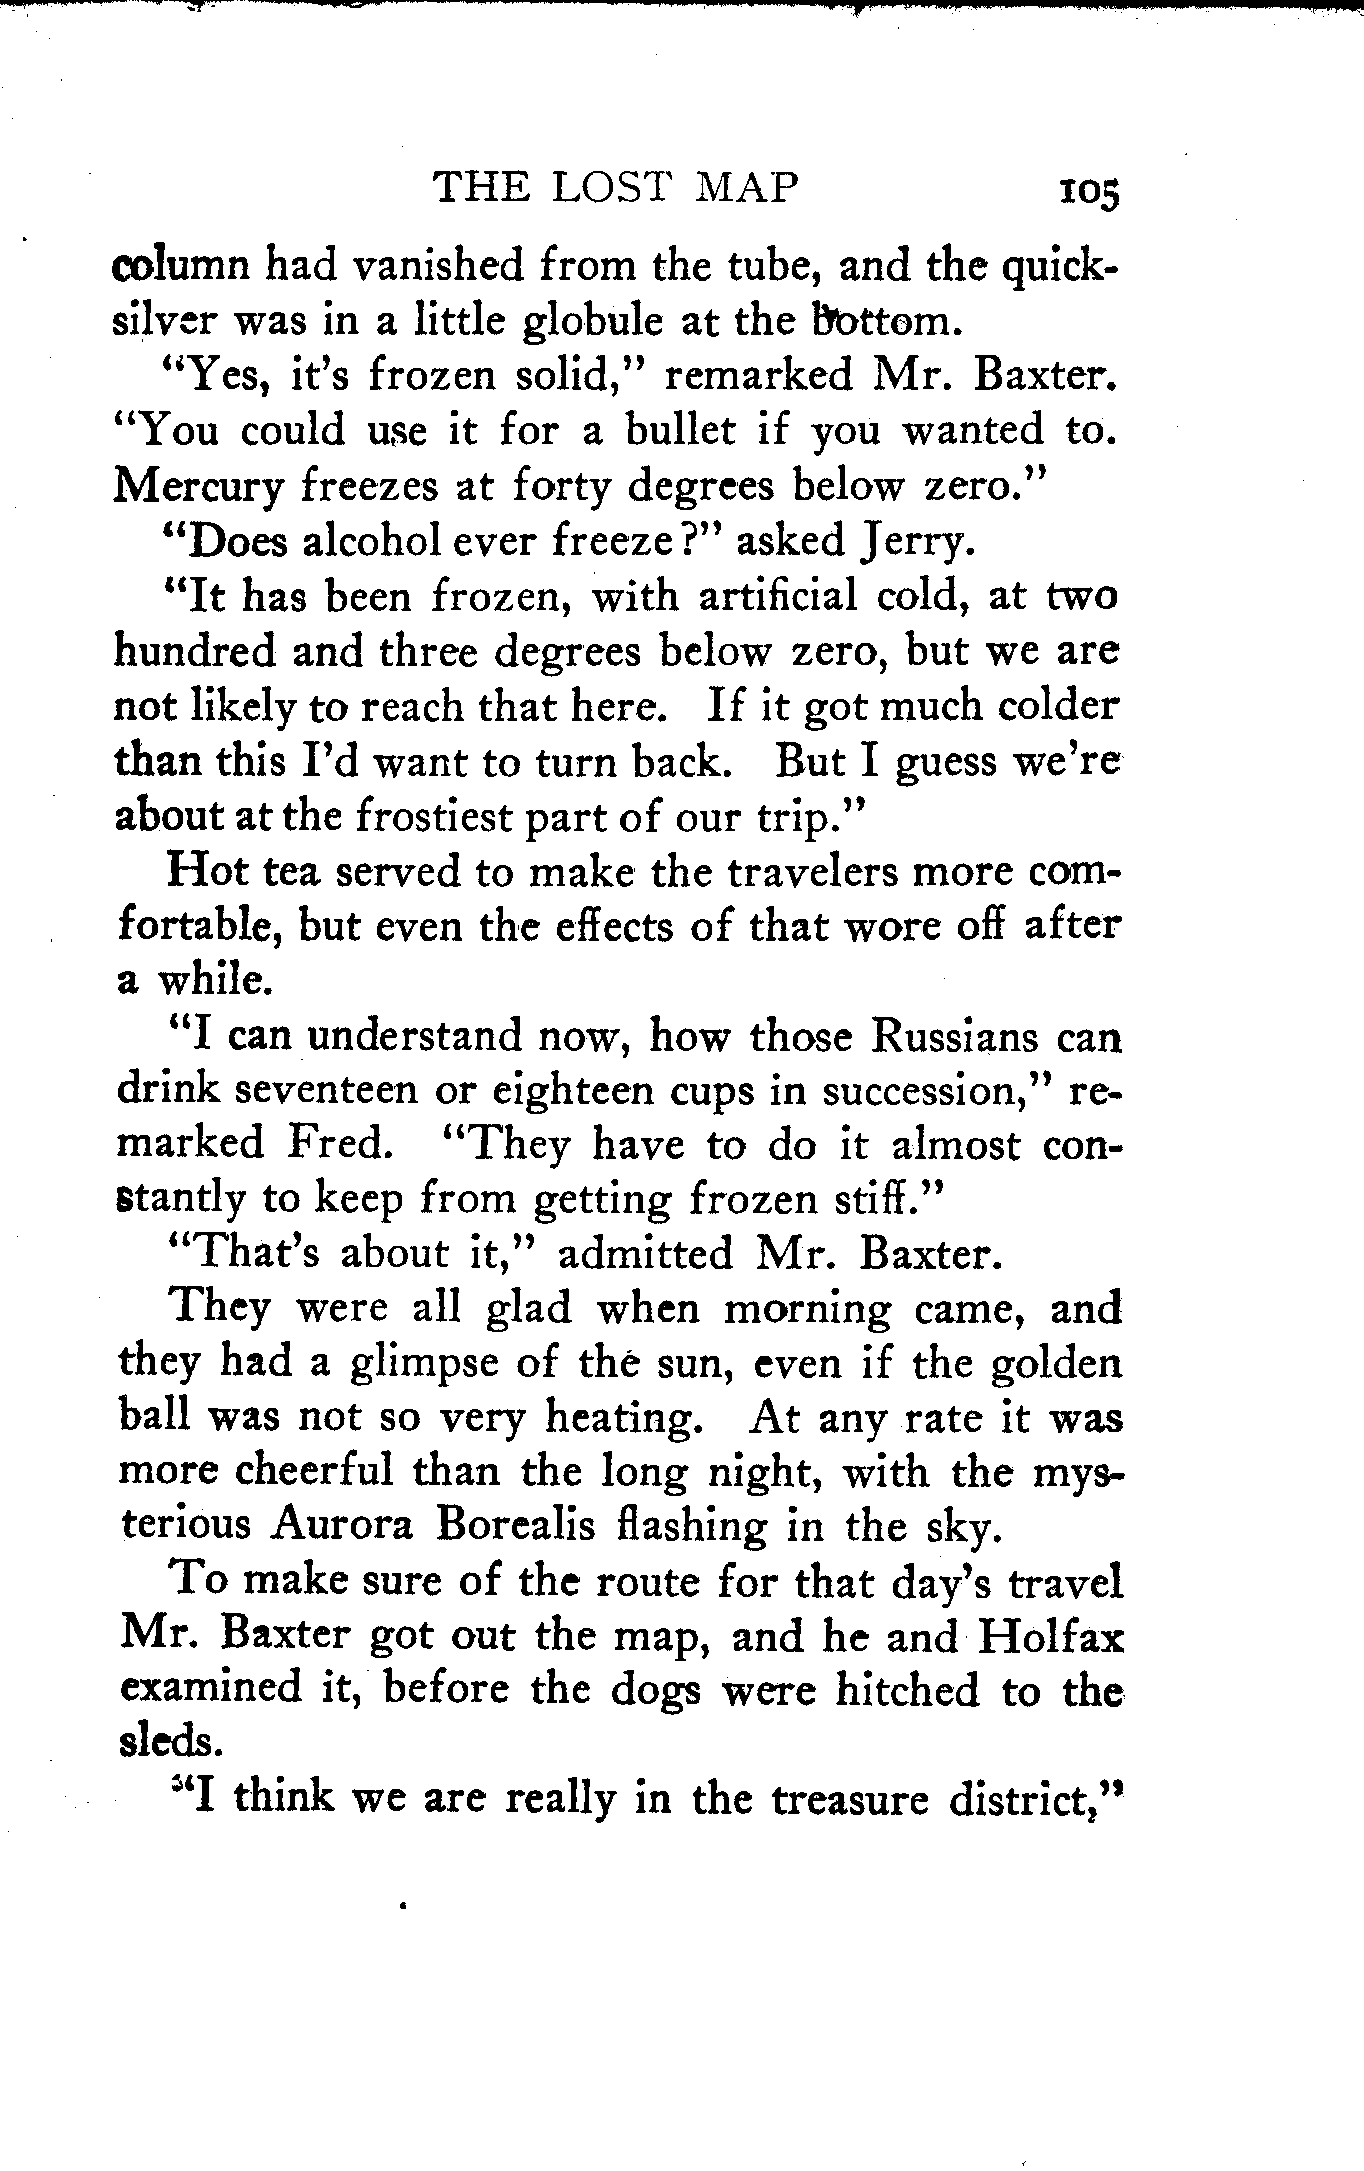 THE LOST MAP 105
column had vanished from the tube, and the quick-
silver was in a little globule at the bottom.
"Yes, it's frozen solid," remarked Mr. Baxter.
"You could use it for a bullet if you wanted to.
Mercury freezes at forty degrees below zero."
"Does alcohol ever freeze?" asked Jerry.
"It has been frozen, with artificial cold, at two
hundred and three degrees below zero, but we are
not likely to reach that here. If it got much colder
than this I'd want to turn back. But I guess we're
about at the frostiest part of our trip."
Hot tea served to make the travelers more com-
fortable, but even the effects of that wore off after
a while.
"I can understand now, how those Russians can
drink seventeen or eighteen cups in succession," re-
marked Fred. "They have to do it almost con-
stantly to keep from getting frozen stiff."
"That's about it," admitted Mr. Baxter.
They were all glad when morning came, and
they had a glimpse of the sun, even if the golden
ball was not so very heating. At any rate it was
more cheerful than the long night, with the mys-
terious Aurora Borealis flashing in the sky.
To make sure of the route for that day's travel
Mr. Baxter got out the map, and he and Holfax
examined it, before the dogs were hitched to the
sleds.
"I think we are really in the treasure district,"